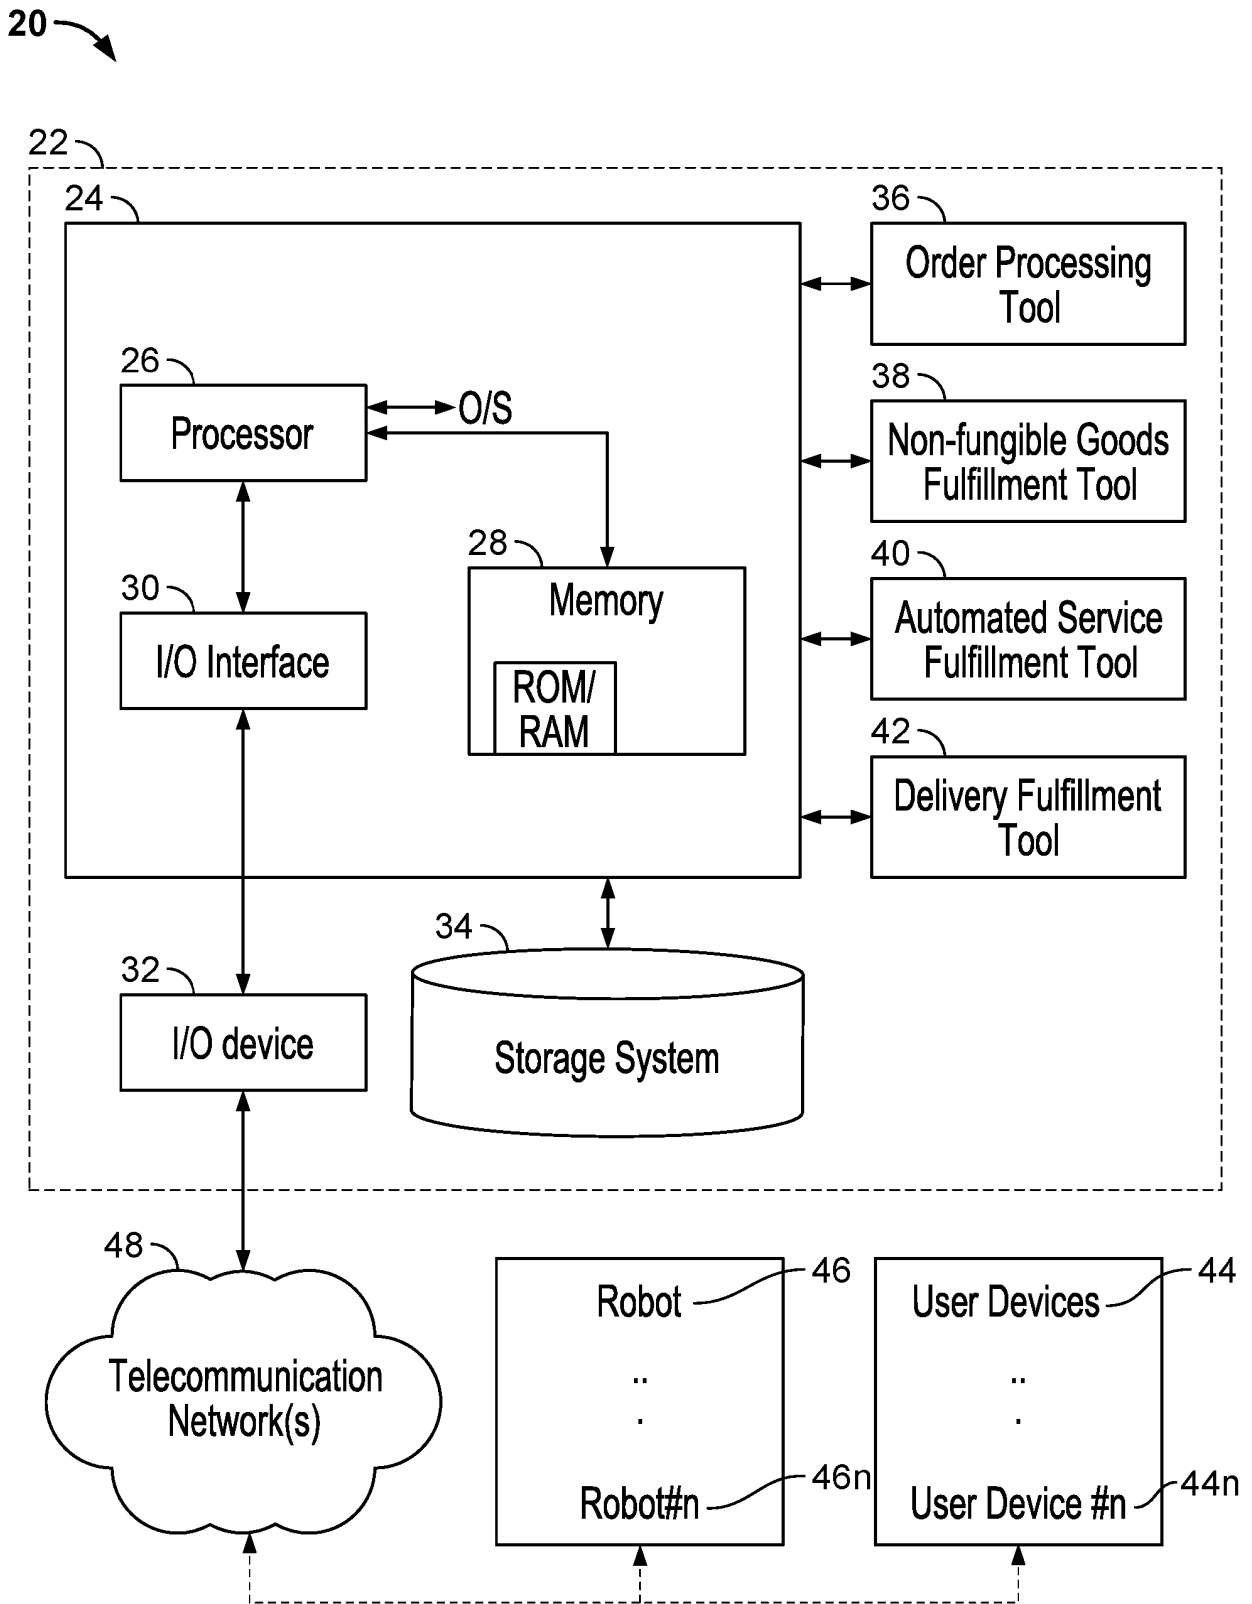 20
22
24
36
Order Processing
Tool
26
Processor
O/S
38
Non-fungible Goods
Fulfillment Tool
28
Memory
ROM/
RAM
30
I/O Interface
40
Automated Service
Fulfillment Tool
42
Delivery Fulfillment
Tool
34
Storage System
32
I/O device
48
Telecommunication
Network(s)
Robot
46
Robot#n
46n
User Devices
44
User Device #n
44n